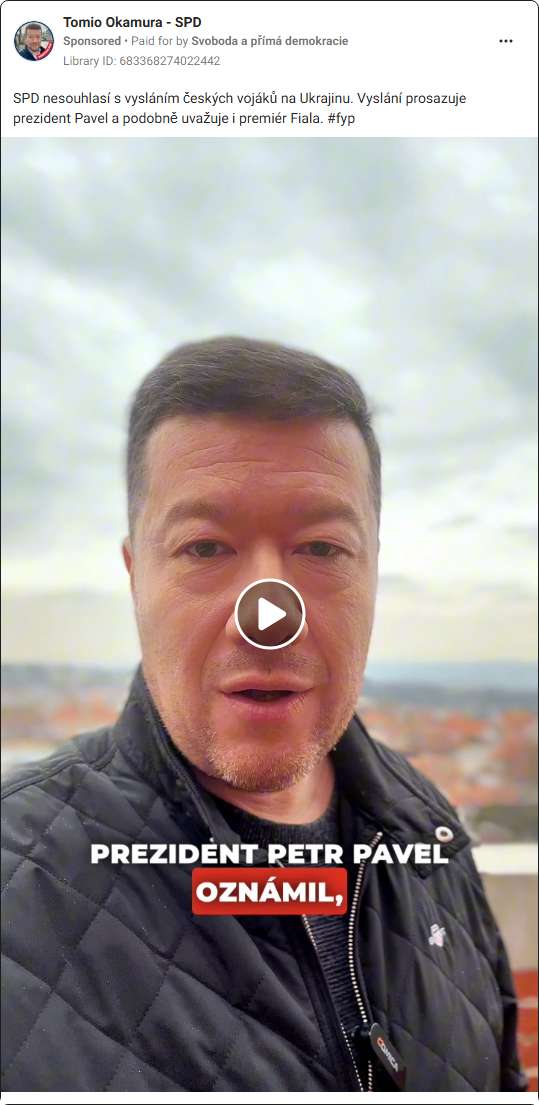 Tomio Okamura - SPD
Sponsored • Paid for by Svoboda a přímá demokracie
Library ID: 683368274022442
SPD nesouhlasí s vysláním českých vojáků na Ukrajinu. Vyslání prosazuje
prezident Pavel a podobně uvažuje i premiér Fiala. #fyp
PREZIDENT PETR PAVEL
OZNÁMIL,
COMICA